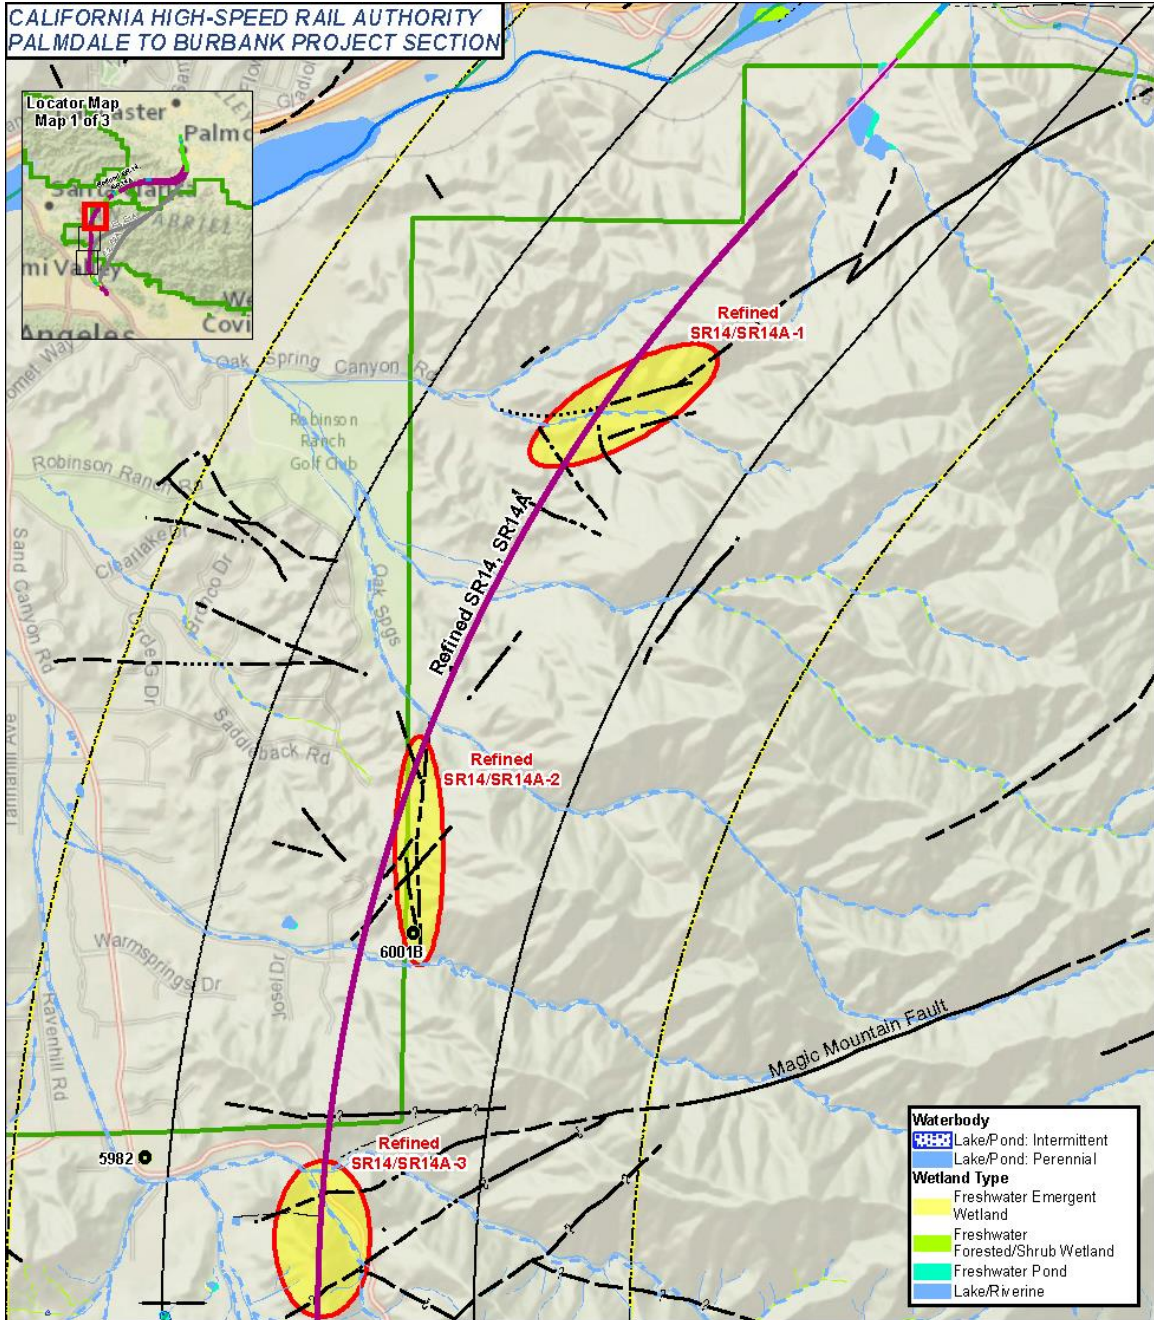 CALIFORNIA HIGH-SPEED RAIL AUTHORITY
PALMDALE TO BURBANK PROJECT SECTION
Locator Map
Map 1 of 3
Palmd
Angeles
Covi
Refined
SR14/SR14A-1
Oak Spring Canyon Rd
Robinson
Ranch
Golf Club
Robinson Ranch Rd
Clearlake Dr
Bronco Dr
Sand Canyon Rd
Oak Spgs
Refined SR14, SR14A
Saddleback Rd
Refined
SR14/SR14A-2
6001B
Warmsprings Dr
Josel Dr
Ravenhill Rd
Magic Mountain Fault
5982
Refined
SR14/SR14A-3
Waterbody
Lake/Pond: Intermittent
Lake/Pond: Perennial
Wetland Type
Freshwater Emergent
Wetland
Freshwater
Forested/Shrub Wetland
Freshwater Pond
Lake/Riverine